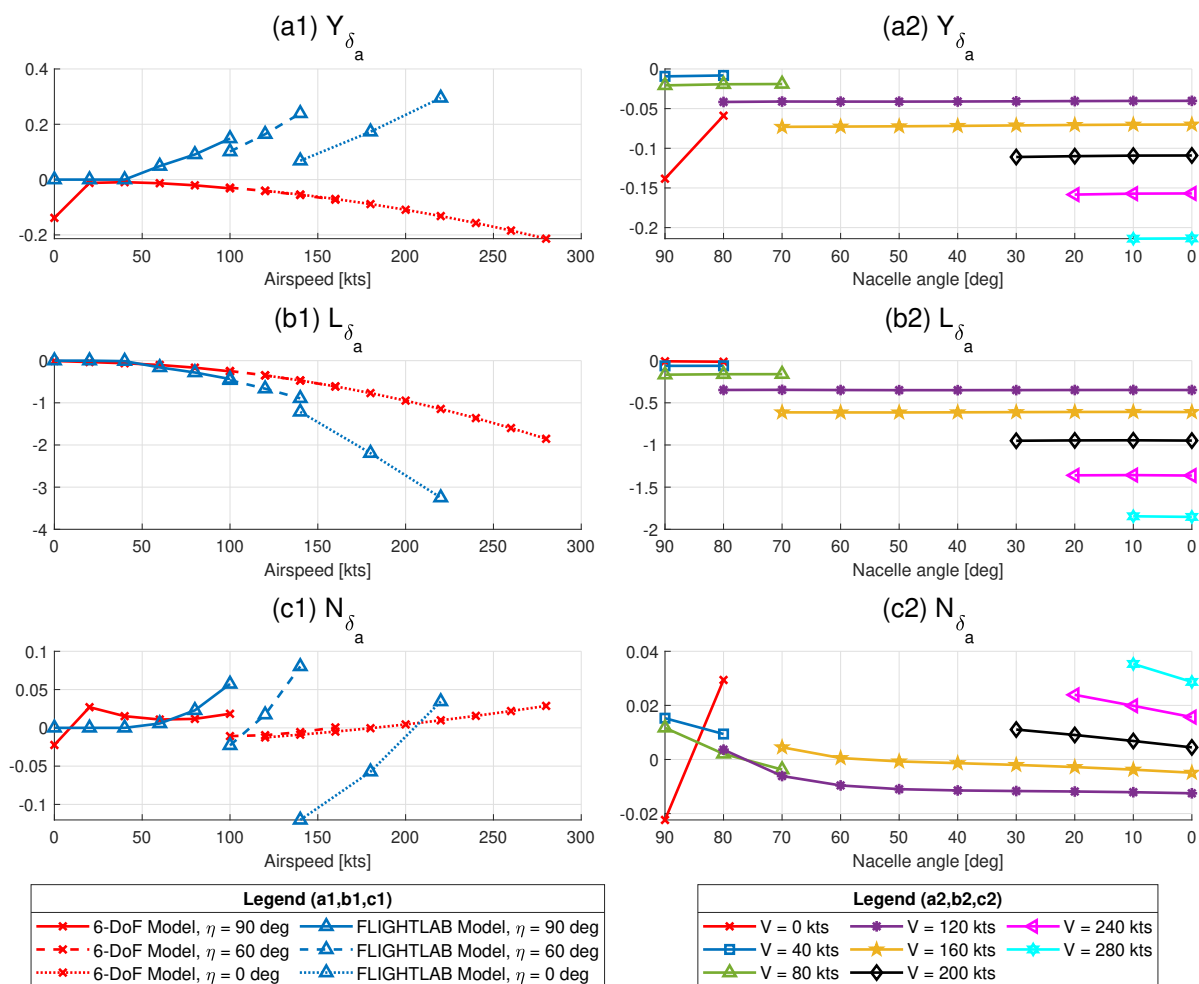 (a1) Y_δ_a
0.4
0.2
0
-0.2
0 50 100 150 200 250 300
Airspeed [kts]
(a2) Y_δ_a
0
-0.05
-0.1
-0.15
-0.2
90 80 70 60 50 40 30 20 10 0
Nacelle angle [deg]
(b1) L_δ_a
0
-1
-2
-3
-4
0 50 100 150 200 250 300
Airspeed [kts]
(b2) L_δ_a
0
-0.5
-1
-1.5
-2
90 80 70 60 50 40 30 20 10 0
Nacelle angle [deg]
(c1) N_δ_a
0.1
0.05
0
-0.05
-0.1
0 50 100 150 200 250 300
Airspeed [kts]
(c2) N_δ_a
0.04
0.02
0
-0.02
90 80 70 60 50 40 30 20 10 0
Nacelle angle [deg]
Legend (a1,b1,c1)
6-DoF Model, η = 90 deg FLIGHTLAB Model, η = 90 deg
6-DoF Model, η = 60 deg FLIGHTLAB Model, η = 60 deg
6-DoF Model, η = 0 deg FLIGHTLAB Model, η = 0 deg
Legend (a2,b2,c2)
V = 0 kts V = 120 kts V = 240 kts
V = 40 kts V = 160 kts V = 280 kts
V = 80 kts V = 200 kts